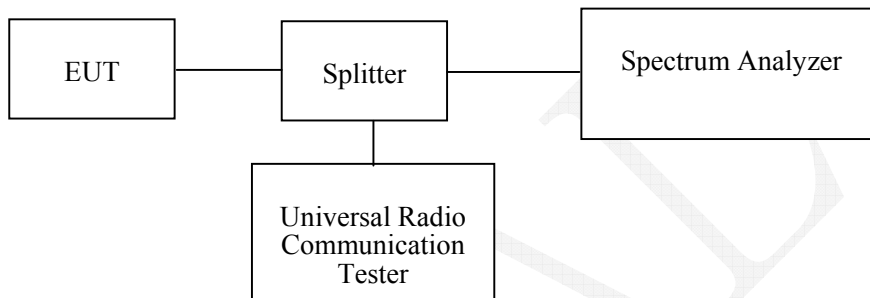 EUT
Splitter
Spectrum Analyzer
Universal Radio
Communication
Tester